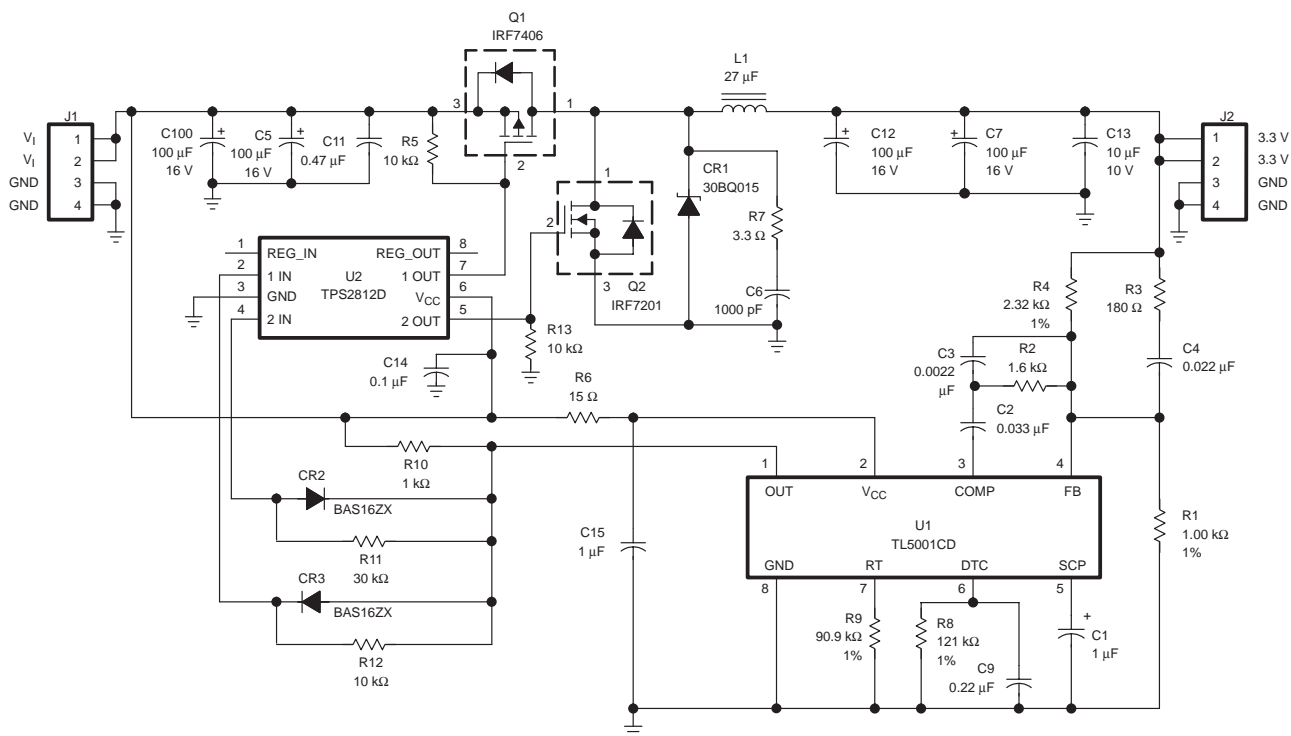 Q1
IRF7406
L1
27 μF
J1
1
2
3
4
V_I
V_I
GND
GND
C100
100 μF
16 V
+
C5
100 μF
16 V
+
C11
0.47 μF
R5
10 kΩ
3
1
2
C12
100 μF
16 V
+
C7
100 μF
16 V
+
C13
10 μF
10 V
J2
1
2
3
4
3.3 V
3.3 V
GND
GND
CR1
30BQ015
R7
3.3 Ω
C6
1000 pF
1
2
3
Q2
IRF7201
1
2
3
4
REG_IN
1 IN
GND
2 IN
U2
TPS2812D
REG_OUT
1 OUT
V_CC
2 OUT
8
7
6
5
R13
10 kΩ
C14
0.1 μF
R6
15 Ω
R4
2.32 kΩ
1%
R3
180 Ω
C3
0.0022
μF
R2
1.6 kΩ
C4
0.022 μF
C2
0.033 μF
R10
1 kΩ
CR2
BAS16ZX
R11
30 kΩ
CR3
BAS16ZX
R12
10 kΩ
C15
1 μF
1
2
3
4
OUT
V_CC
COMP
FB
U1
TL5001CD
GND
RT
DTC
SCP
8
7
6
5
R1
1.00 kΩ
1%
R9
90.9 kΩ
1%
R8
121 kΩ
1%
C9
0.22 μF
+
C1
1 μF